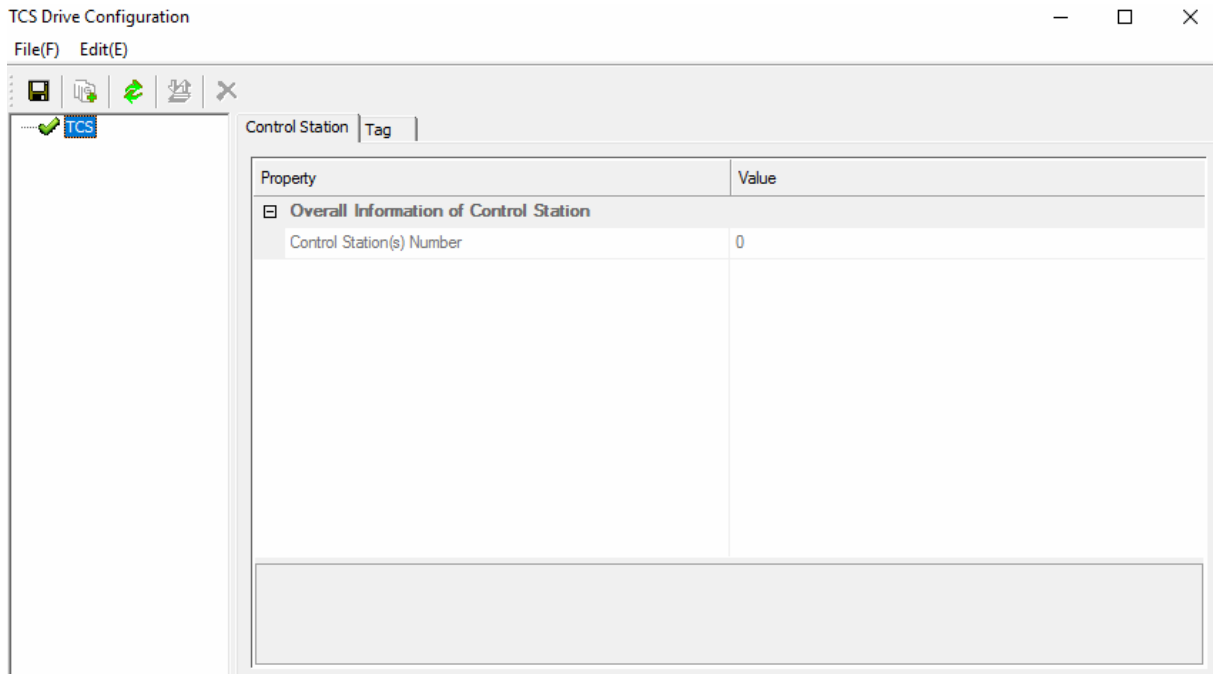 TCS Drive Configuration
File(F) Edit(E)
TCS
Control Station Tag
Property Value
Overall Information of Control Station
Control Station(s) Number 0